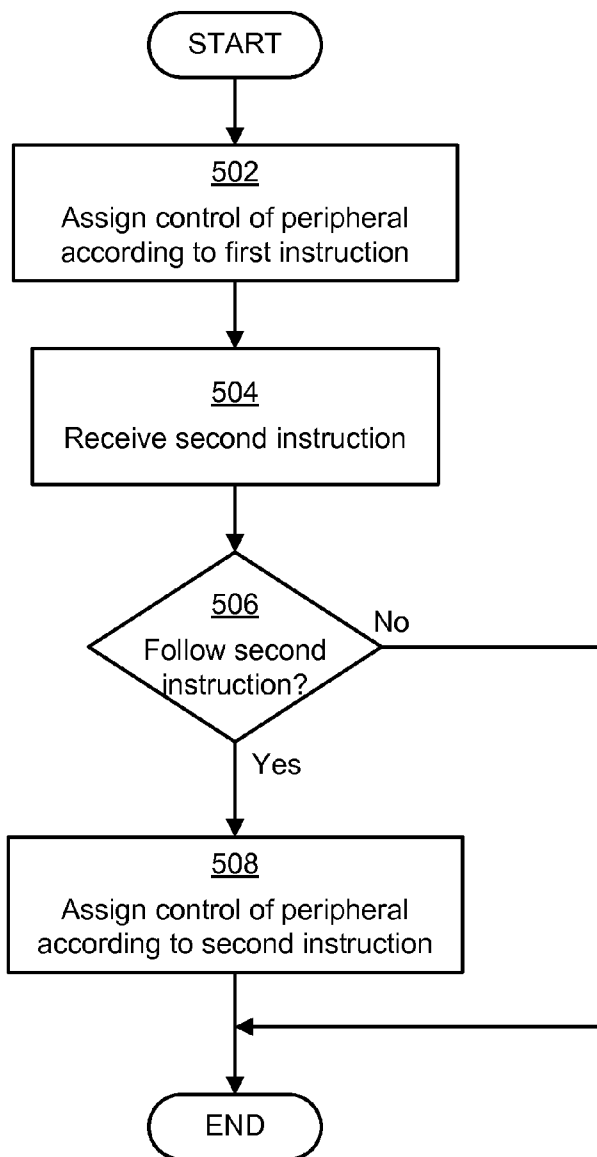 START
502
Assign control of peripheral
according to first instruction
504
Receive second instruction
506
Follow second
instruction?
No
Yes
508
Assign control of peripheral
according to second instruction
END